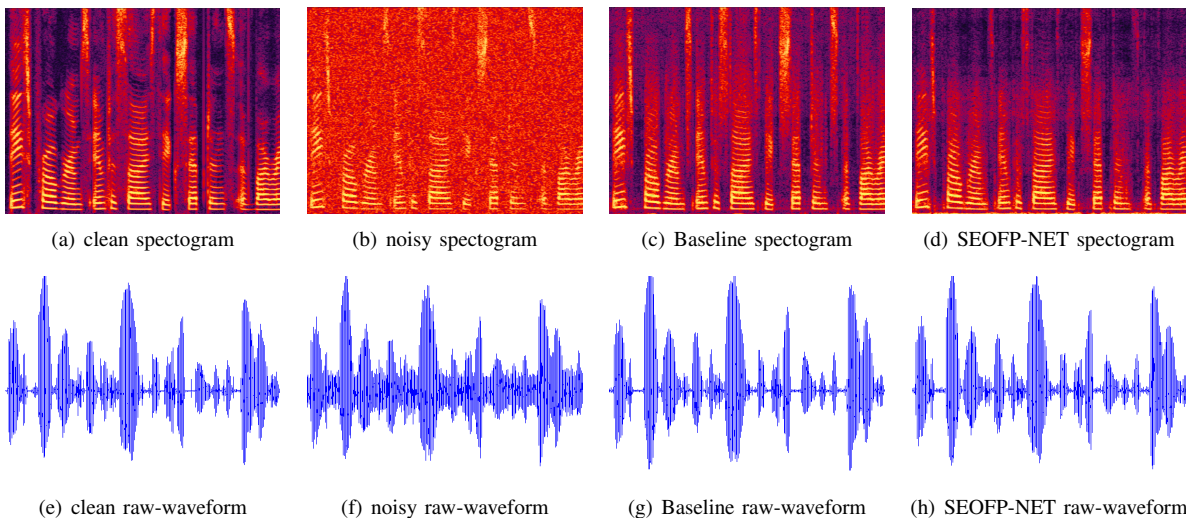 (a) clean spectogram
(b) noisy spectogram
(c) Baseline spectogram
(d) SEOFP-NET spectogram
(e) clean raw-waveform
(f) noisy raw-waveform
(g) Baseline raw-waveform
(h) SEOFP-NET raw-waveform